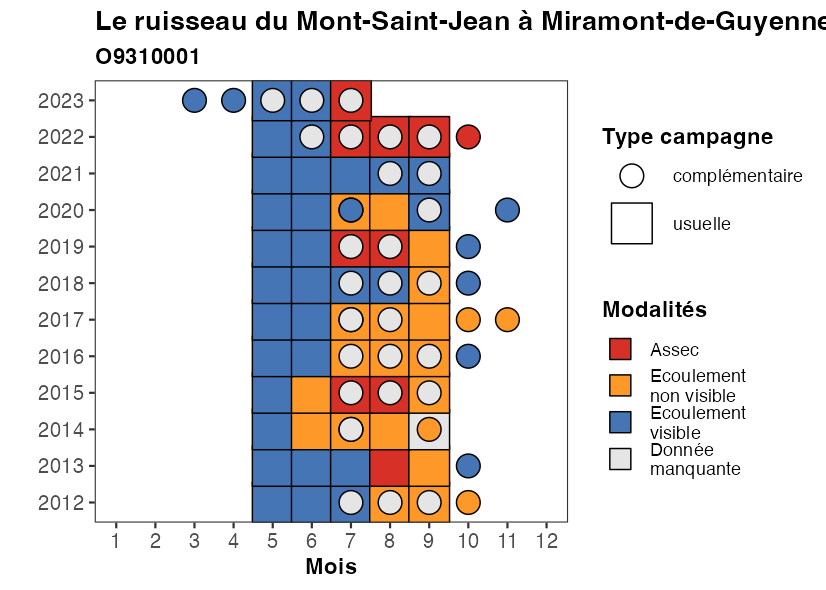 Le ruisseau du Mont-Saint-Jean à Miramont-de-Guyenne
O9310001
2023
2022
2021
2020
2019
2018
2017
2016
2015
2014
2013
2012
1 2 3 4 5 6 7 8 9 10 11 12
Mois
Type campagne
complémentaire
usuelle
Modalités
Assec
Ecoulement
non visible
Ecoulement
visible
Donnée
manquante